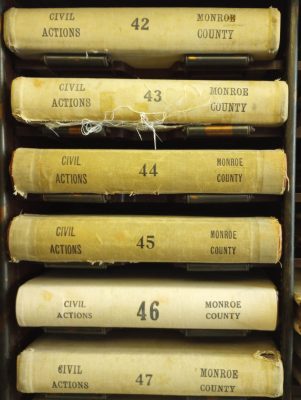 CIVIL ACTIONS 42 MONROE COUNTY
CIVIL ACTIONS 43 MONROE COUNTY
CIVIL ACTIONS 44 MONROE COUNTY
CIVIL ACTIONS 45 MONROE COUNTY
CIVIL ACTIONS 46 MONROE COUNTY
CIVIL ACTIONS 47 MONROE COUNTY